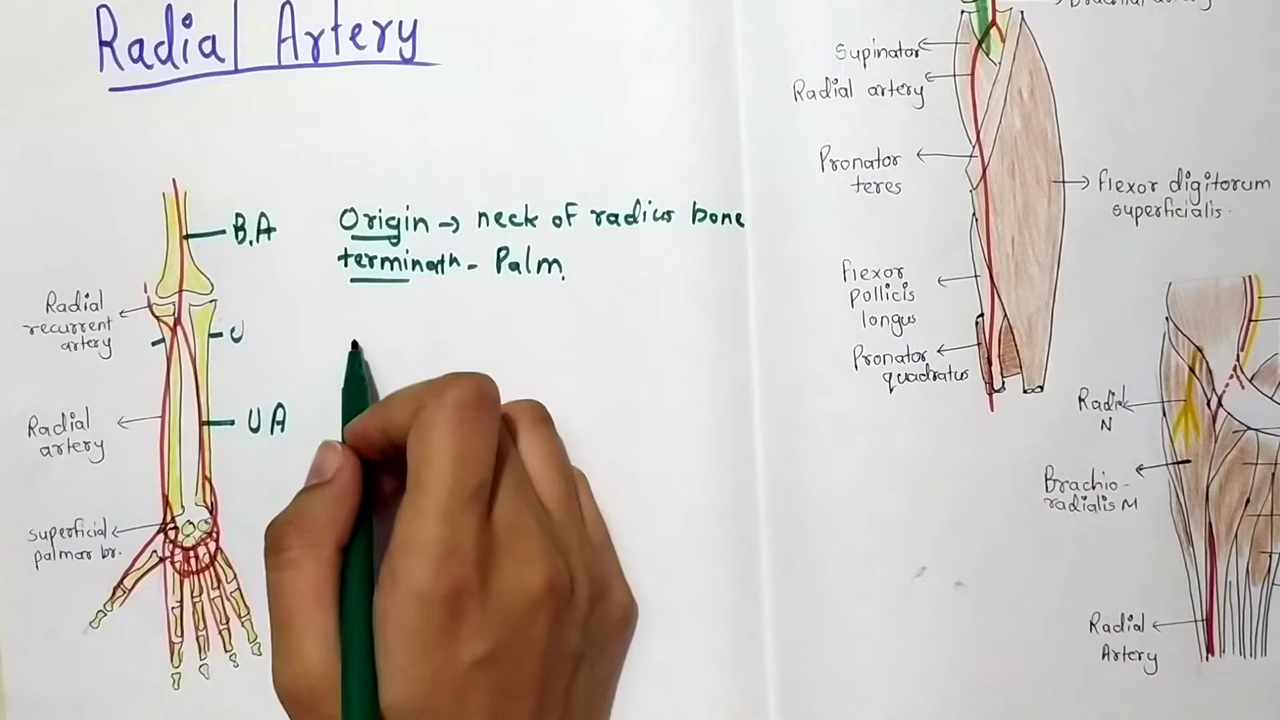 Radial Artery
B.A
Origin → neck of radius bone
terminatn - Palm.
Radial
recurrent
artery
U
Radial
artery
U A
superficial
palmar br.
Supinator
Radial artery
Pronator
teres
flexor digitorum
superficialis.
flexor
pollicis
longus
Pronator
quadratus
Radial
N
Brachio-
radialis M
Radial
Artery